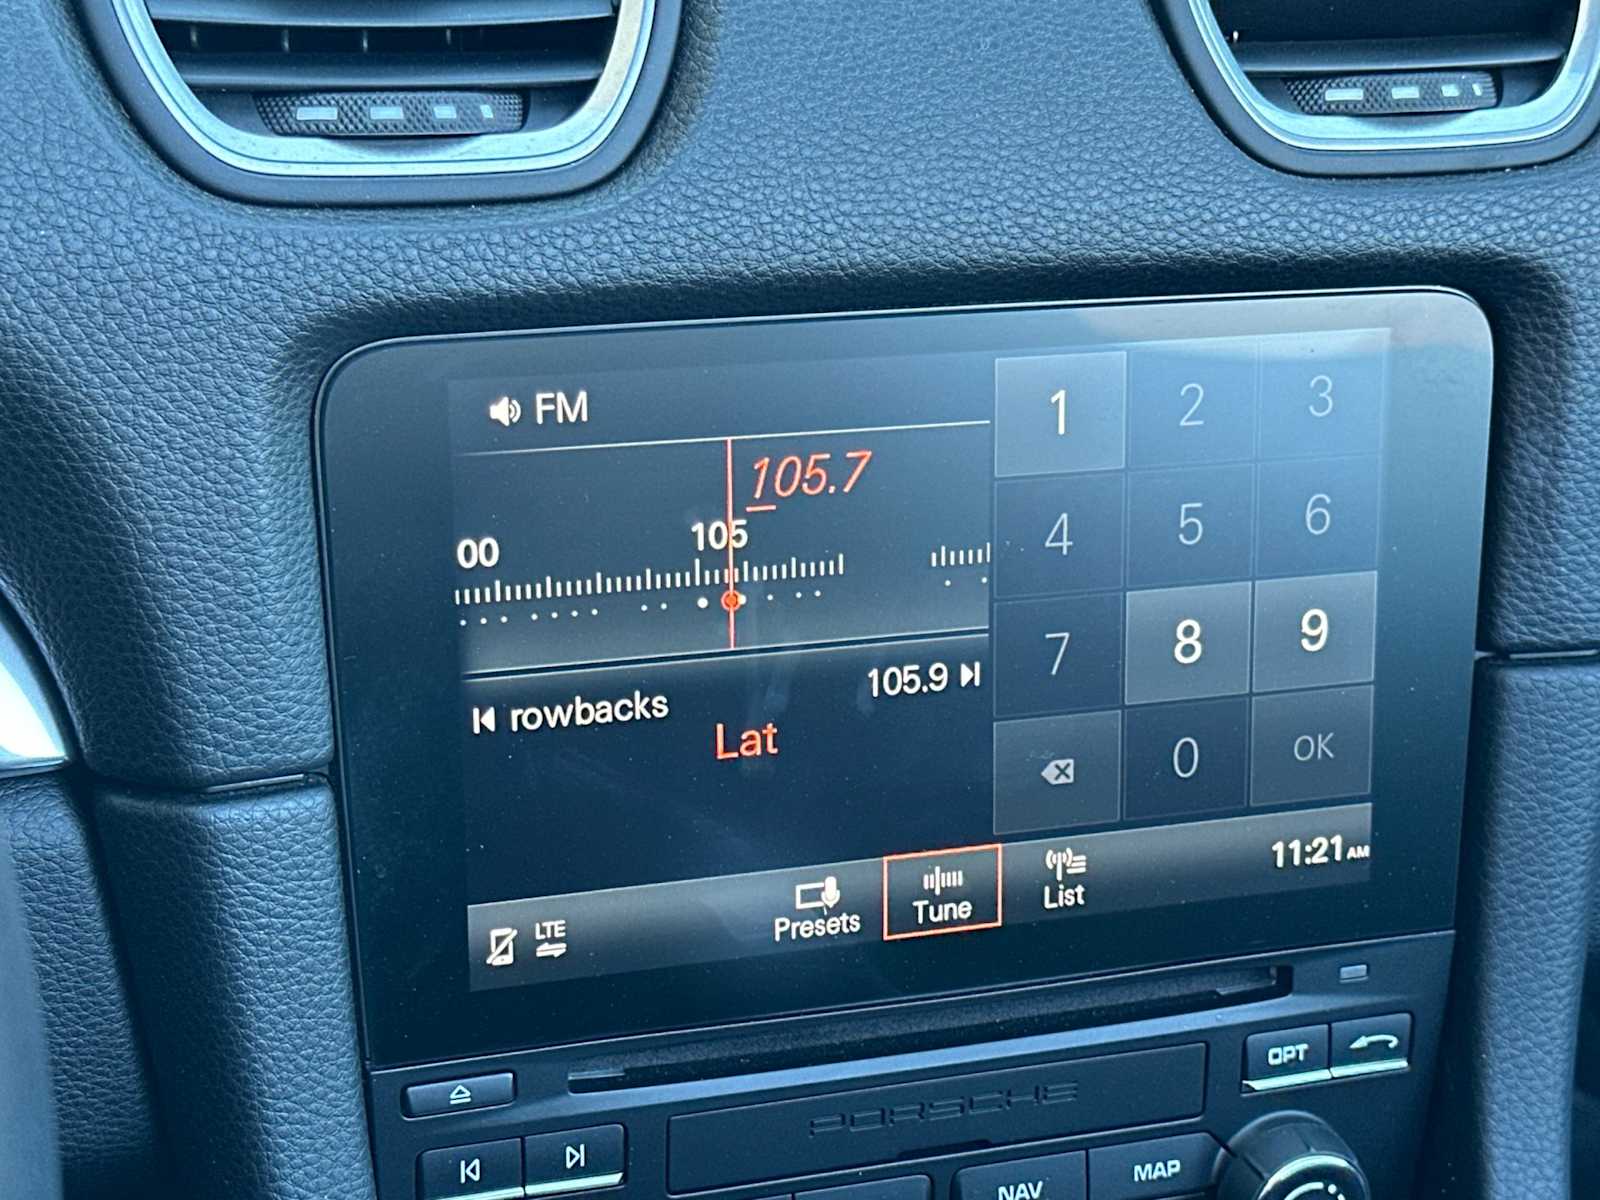 FM
105.7
00 105
105.9
rowbacks
Lat
1 2 3
4 5 6
7 8 9
0 OK
LTE
Presets
Tune
List
11:21 AM
OPT
PORSCHE
NAV
MAP